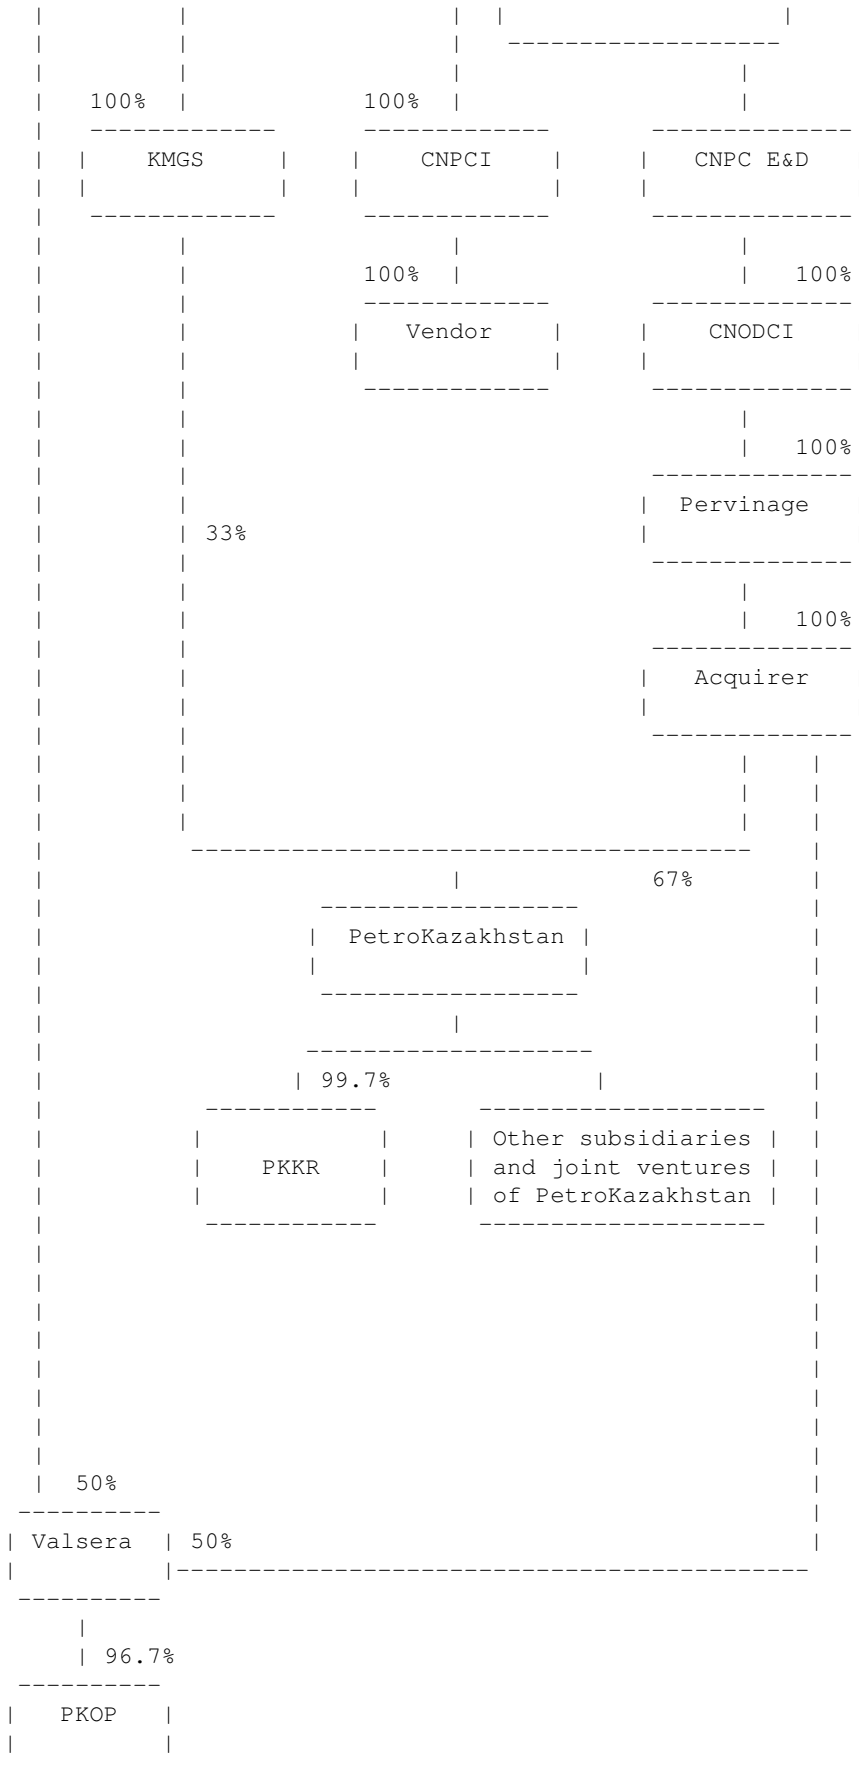 100% 100%
KMGS CNPCI CNPC E&D
100% 100%
Vendor CNODCI
100%
Pervinage
33%
100%
Acquirer
67%
PetroKazakhstan
99.7%
Other subsidiaries
PKKR and joint ventures
of PetroKazakhstan
50%
Valsera 50%
96.7%
PKOP